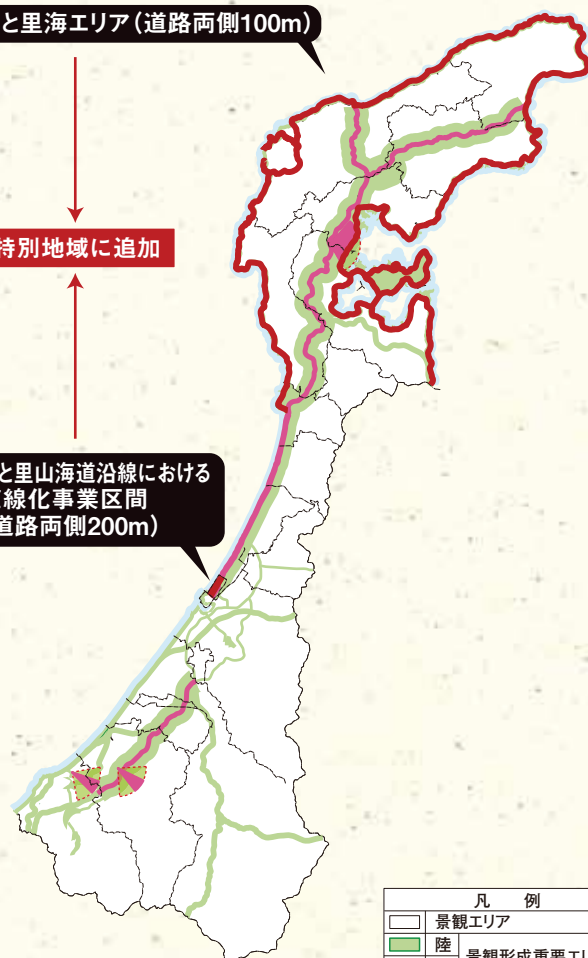 と里海エリア(道路両側100m)
特別地域に追加
と里山海道沿線における
線化事業区間
道路両側200m)
凡 例
景観エリア
陸
景観形成重要エリ